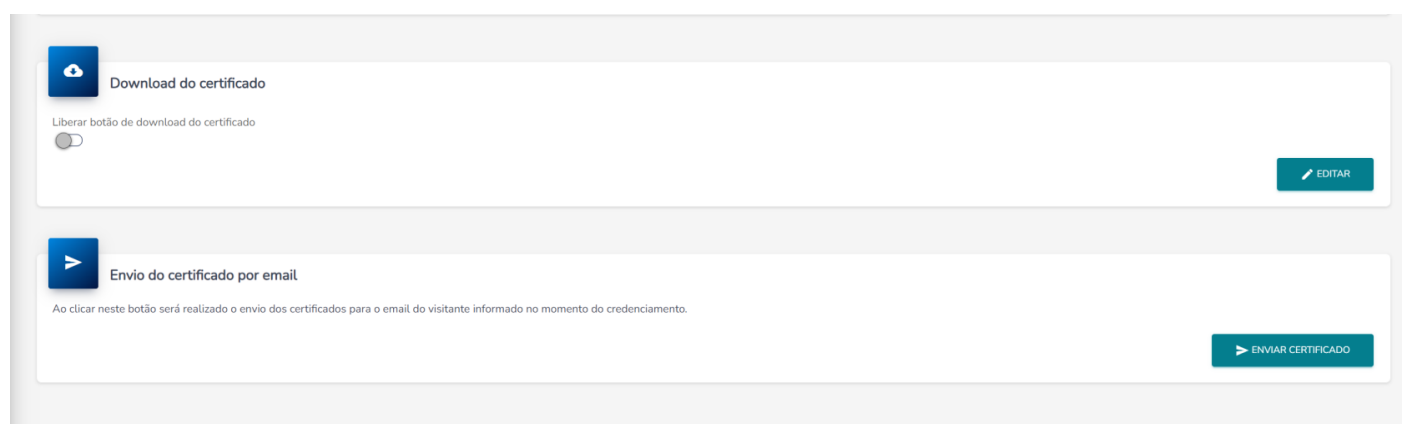 Download do certificado
Liberar botão de download do certificado
EDITAR
Envio do certificado por email
Ao clicar neste botão será realizado o envio dos certificados para o email do visitante informado no momento do credenciamento.
ENVIAR CERTIFICADO